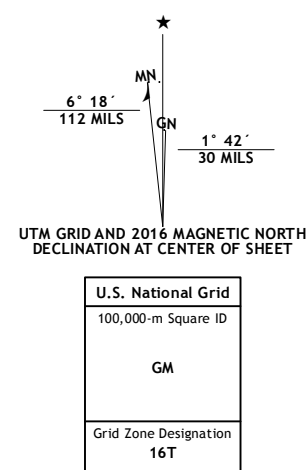 ★
MN.
6° 18´
112 MILS
GN
1° 42´
30 MILS
UTM GRID AND 2016 MAGNETIC NORTH
DECLINATION AT CENTER OF SHEET
U.S. National Grid
100,000-m Square ID
GM
Grid Zone Designation
16T